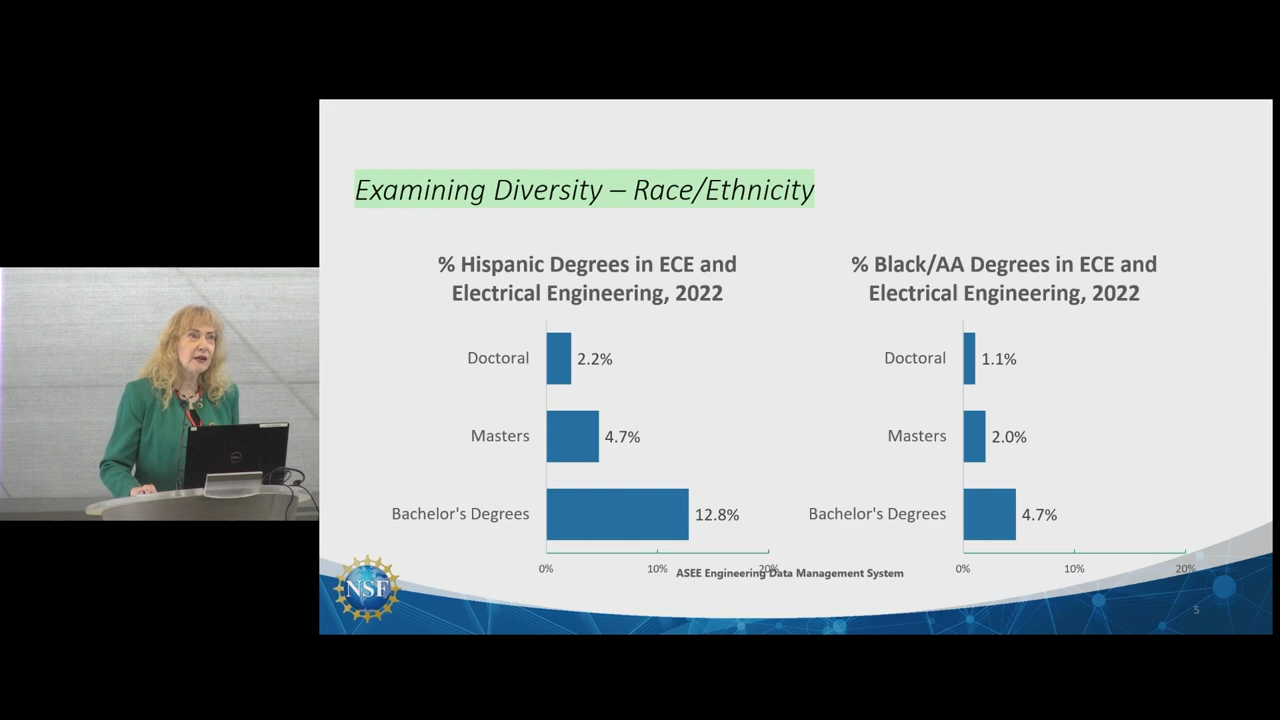 Examining Diversity – Race/Ethnicity
% Hispanic Degrees in ECE and
Electrical Engineering, 2022
Doctoral 2.2%
Masters 4.7%
Bachelor's Degrees 12.8%
0% 10% 20%
% Black/AA Degrees in ECE and
Electrical Engineering, 2022
Doctoral 1.1%
Masters 2.0%
Bachelor's Degrees 4.7%
0% 10% 20%
ASEE Engineering Data Management System
NSF
5
DELL